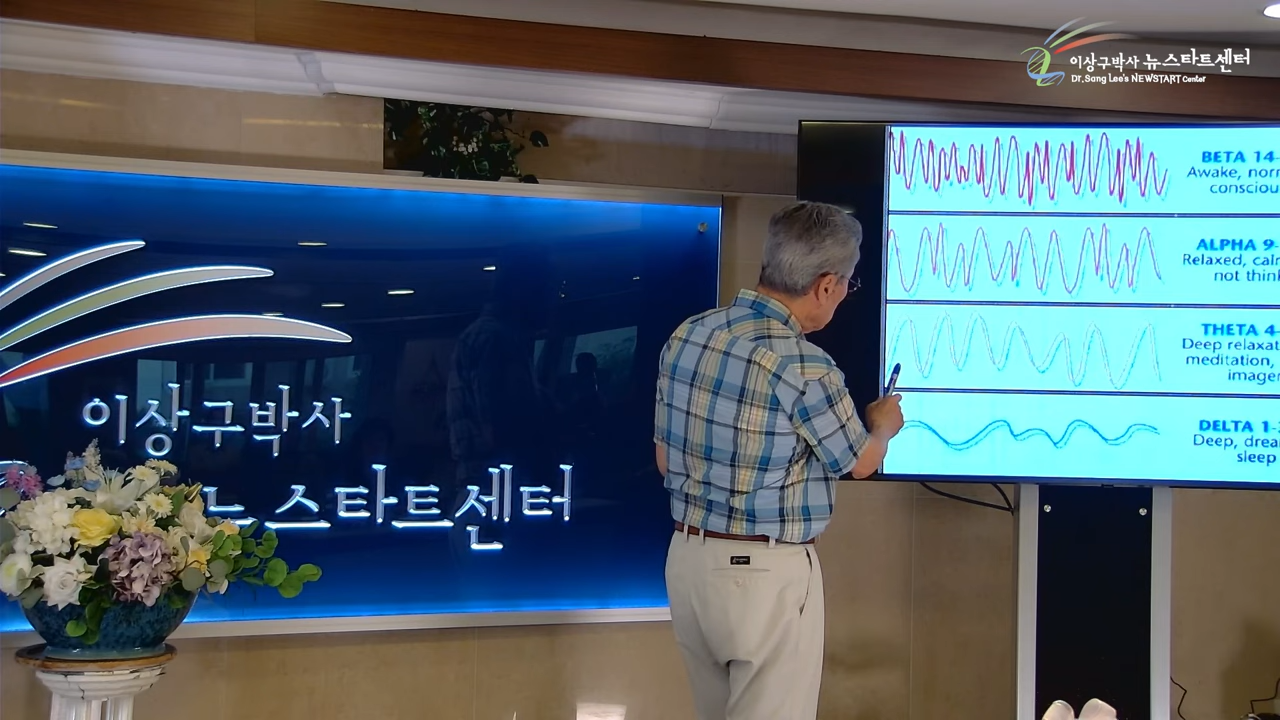 이상구박사 뉴스타트센터
Dr. Sang Lee's NEWSTART Center
BETA 14-
Awake, norm
consciou
ALPHA 9-
Relaxed, calm
not think
THETA 4-
Deep relaxat
meditation,
imager
DELTA 1-3
Deep, drea
sleep
이상구박사
뉴스타트센터